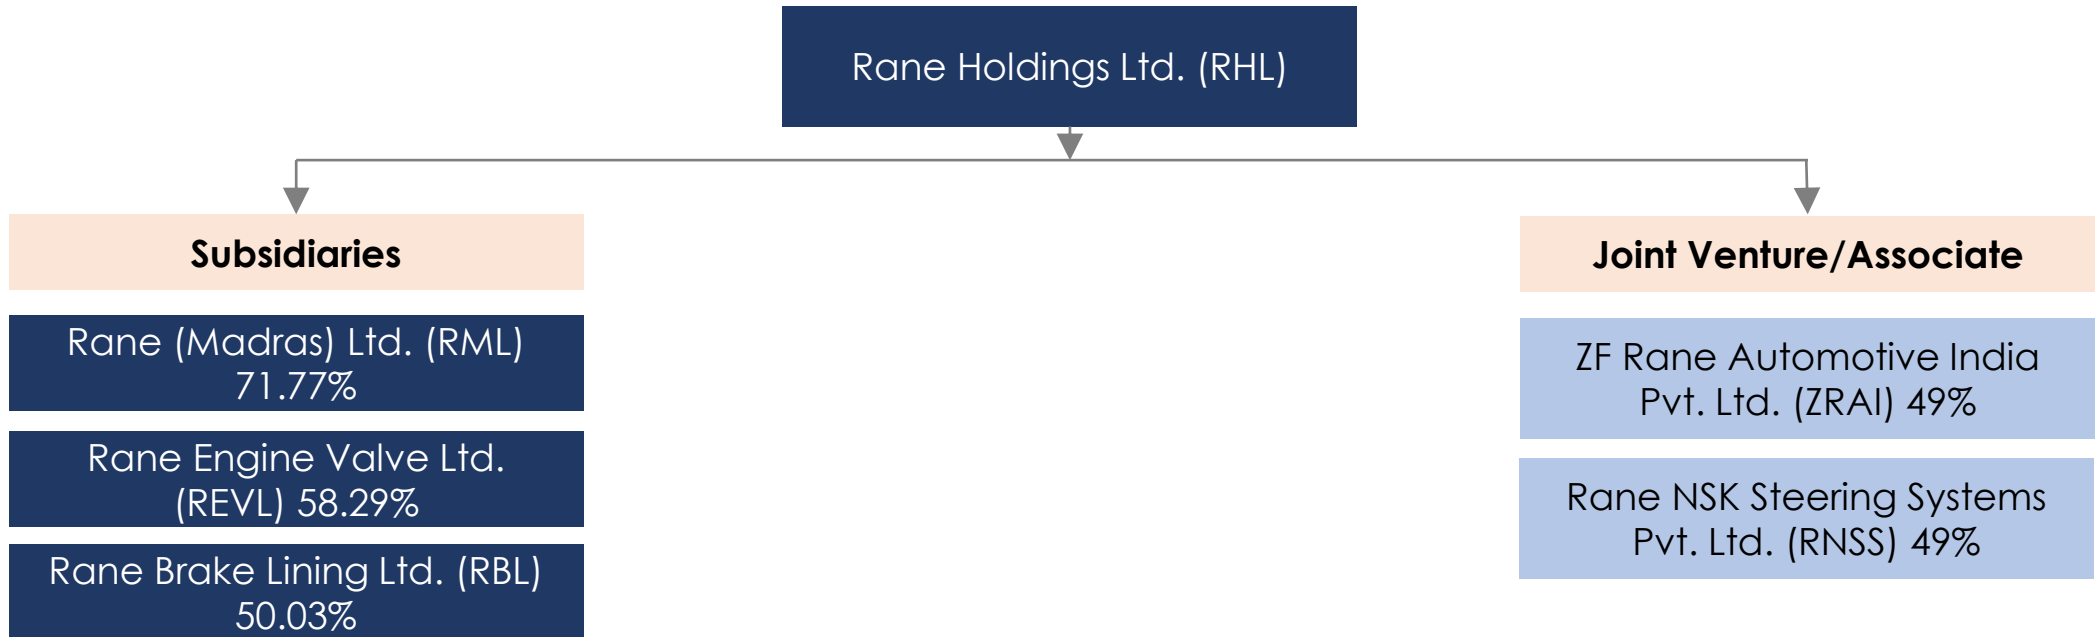 Rane Holdings Ltd. (RHL)
Subsidiaries
Rane (Madras) Ltd. (RML)
71.77%
Rane Engine Valve Ltd.
(REVL) 58.29%
Rane Brake Lining Ltd. (RBL)
50.03%
Joint Venture/Associate
ZF Rane Automotive India
Pvt. Ltd. (ZRAI) 49%
Rane NSK Steering Systems
Pvt. Ltd. (RNSS) 49%